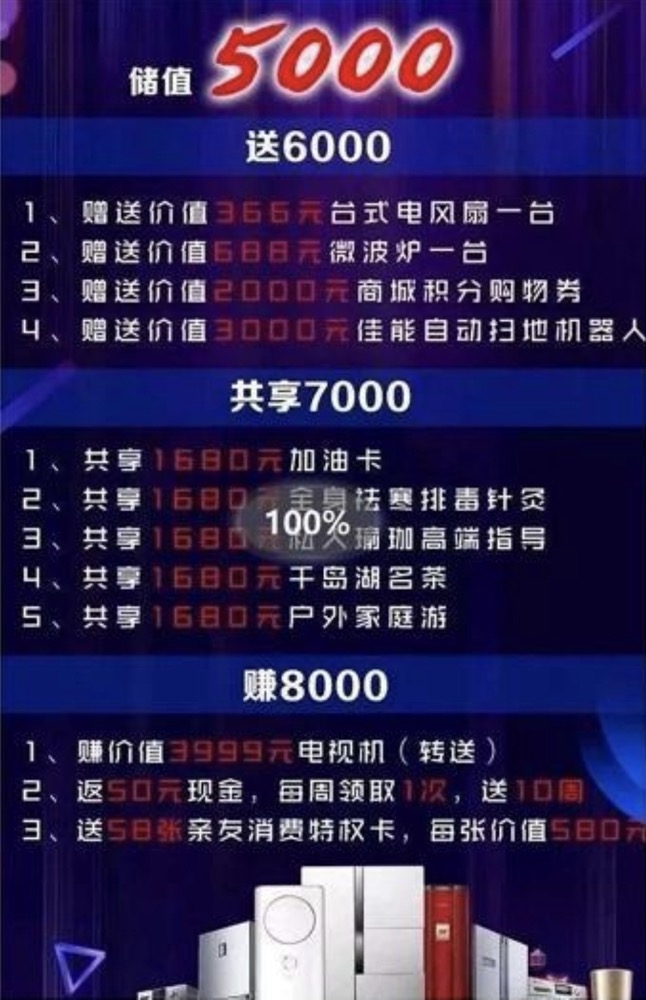 储值 5000
送6000
1、赠送价值366元台式电风扇一台
2、赠送价值688元微波炉一台
3、赠送价值2000元商城积分购物券
4、赠送价值3000元佳能自动扫地机器人
共享7000
1、共享1680元加油卡
2、共享1680元全身祛寒排毒针灸
100%
3、共享1680元私人瑜珈高端指导
4、共享1680元千岛湖名茶
5、共享1680元户外家庭游
赚8000
1、赚价值3999元电视机（转送）
2、返50元现金，每周领取1次，送10周
3、送58张亲友消费特权卡，每张价值580元